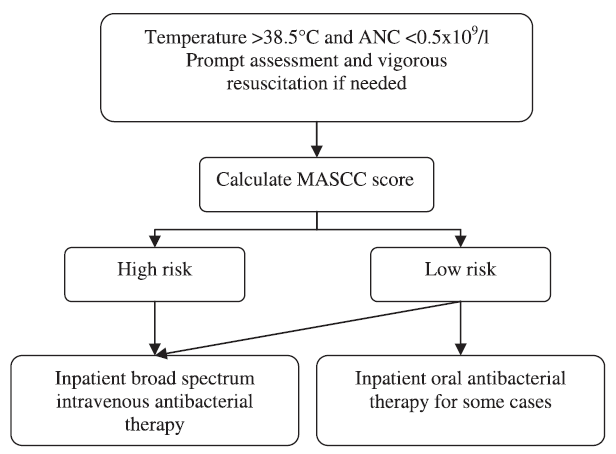 Temperature >38.5°C and ANC <0.5x10⁹/l
Prompt assessment and vigorous
resuscitation if needed
Calculate MASCC score
High risk
Low risk
Inpatient broad spectrum
intravenous antibacterial
therapy
Inpatient oral antibacterial
therapy for some cases